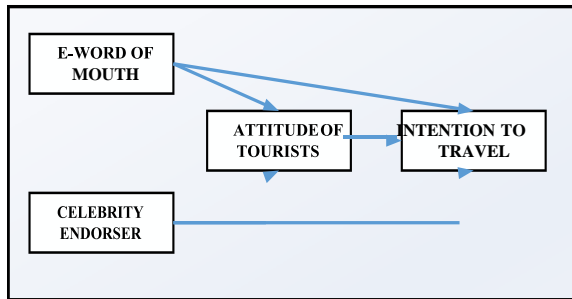 E-WORD OF
MOUTH
ATTITUDE OF
TOURISTS
INTENTION TO
TRAVEL
CELEBRITY
ENDORSER